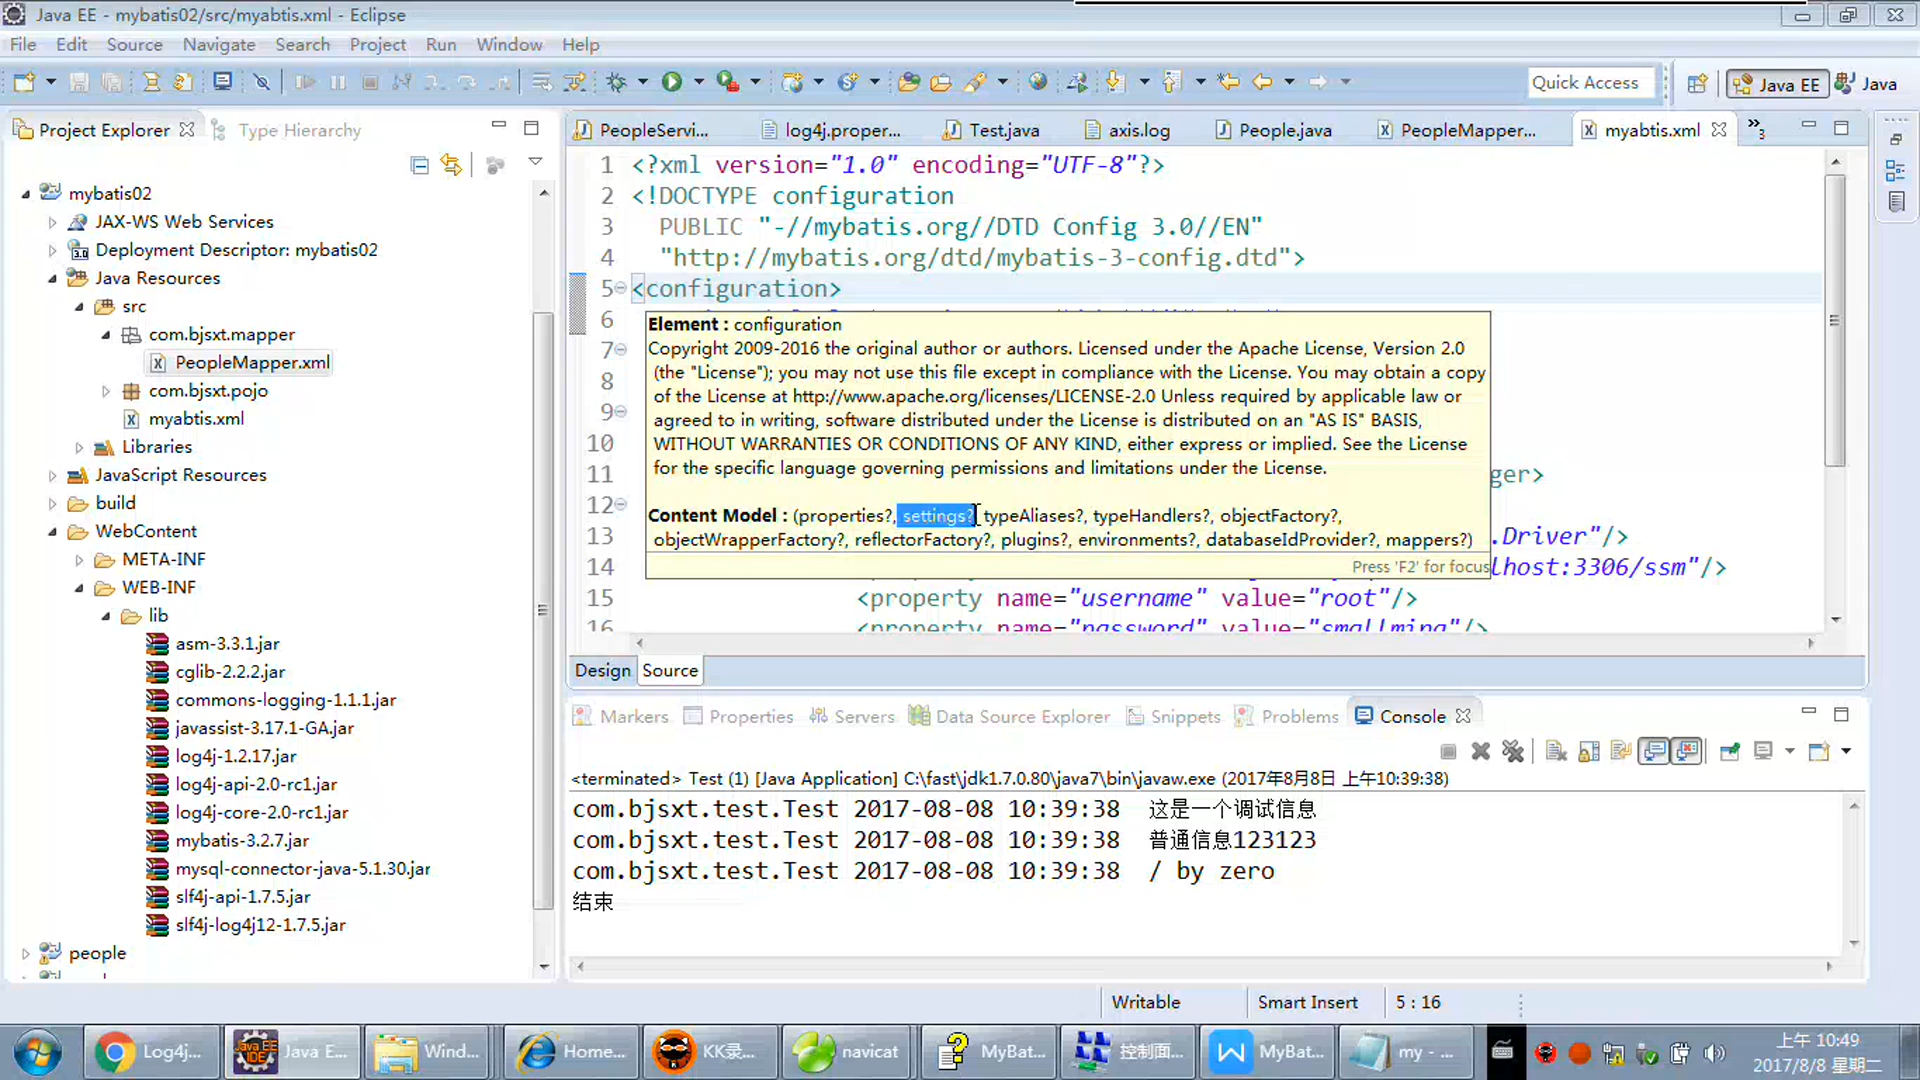 Java EE - mybatis02/src/myabtis.xml - Eclipse
File Edit Source Navigate Search Project Run Window Help
Quick Access Java EE Java
Project Explorer Type Hierarchy
PeopleServi... log4j.proper... Test.java axis.log People.java PeopleMapper... myabtis.xml »3
mybatis02
JAX-WS Web Services
Deployment Descriptor: mybatis02
Java Resources
src
com.bjsxt.mapper
PeopleMapper.xml
com.bjsxt.pojo
myabtis.xml
Libraries
JavaScript Resources
build
WebContent
META-INF
WEB-INF
lib
asm-3.3.1.jar
cglib-2.2.2.jar
commons-logging-1.1.1.jar
javassist-3.17.1-GA.jar
log4j-1.2.17.jar
log4j-api-2.0-rc1.jar
log4j-core-2.0-rc1.jar
mybatis-3.2.7.jar
mysql-connector-java-5.1.30.jar
slf4j-api-1.7.5.jar
slf4j-log4j12-1.7.5.jar
people
1 <?xml version="1.0" encoding="UTF-8"?>
2 <!DOCTYPE configuration
3 PUBLIC "-//mybatis.org//DTD Config 3.0//EN"
4 "http://mybatis.org/dtd/mybatis-3-config.dtd">
5 <configuration>
6
7
8
9
10
11 ger>
12
13 .Driver"/>
14 lhost:3306/ssm"/>
15 <property name="username" value="root"/>
16 <property name="password" value="smallming"/>
Element : configuration
Copyright 2009-2016 the original author or authors. Licensed under the Apache License, Version 2.0
(the "License"); you may not use this file except in compliance with the License. You may obtain a copy
of the License at http://www.apache.org/licenses/LICENSE-2.0 Unless required by applicable law or
agreed to in writing, software distributed under the License is distributed on an "AS IS" BASIS,
WITHOUT WARRANTIES OR CONDITIONS OF ANY KIND, either express or implied. See the License
for the specific language governing permissions and limitations under the License.
Content Model : (properties?, settings?, typeAliases?, typeHandlers?, objectFactory?,
objectWrapperFactory?, reflectorFactory?, plugins?, environments?, databaseIdProvider?, mappers?)
Press 'F2' for focus
Design Source
Markers Properties Servers Data Source Explorer Snippets Problems Console
<terminated> Test (1) [Java Application] C:\fast\jdk1.7.0.80\java7\bin\javaw.exe (2017年8月8日 上午10:39:38)
com.bjsxt.test.Test 2017-08-08 10:39:38 这是一个调试信息
com.bjsxt.test.Test 2017-08-08 10:39:38 普通信息123123
com.bjsxt.test.Test 2017-08-08 10:39:38 / by zero
结束
Writable Smart Insert 5 : 16
Log4j... Java E... Wind... Home... KK录... navicat MyBat... 控制面... MyBat... my - ...
上午 10:49
2017/8/8 星期二